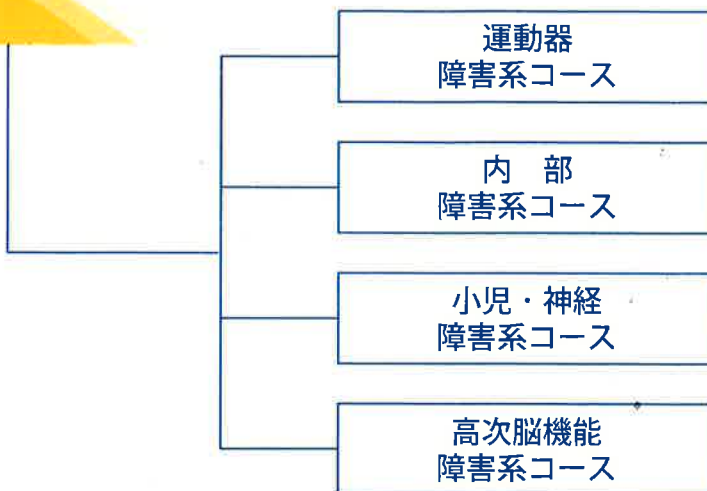 運動器
障害系コース
内　部
障害系コース
小児・神経
障害系コース
高次脳機能
障害系コース